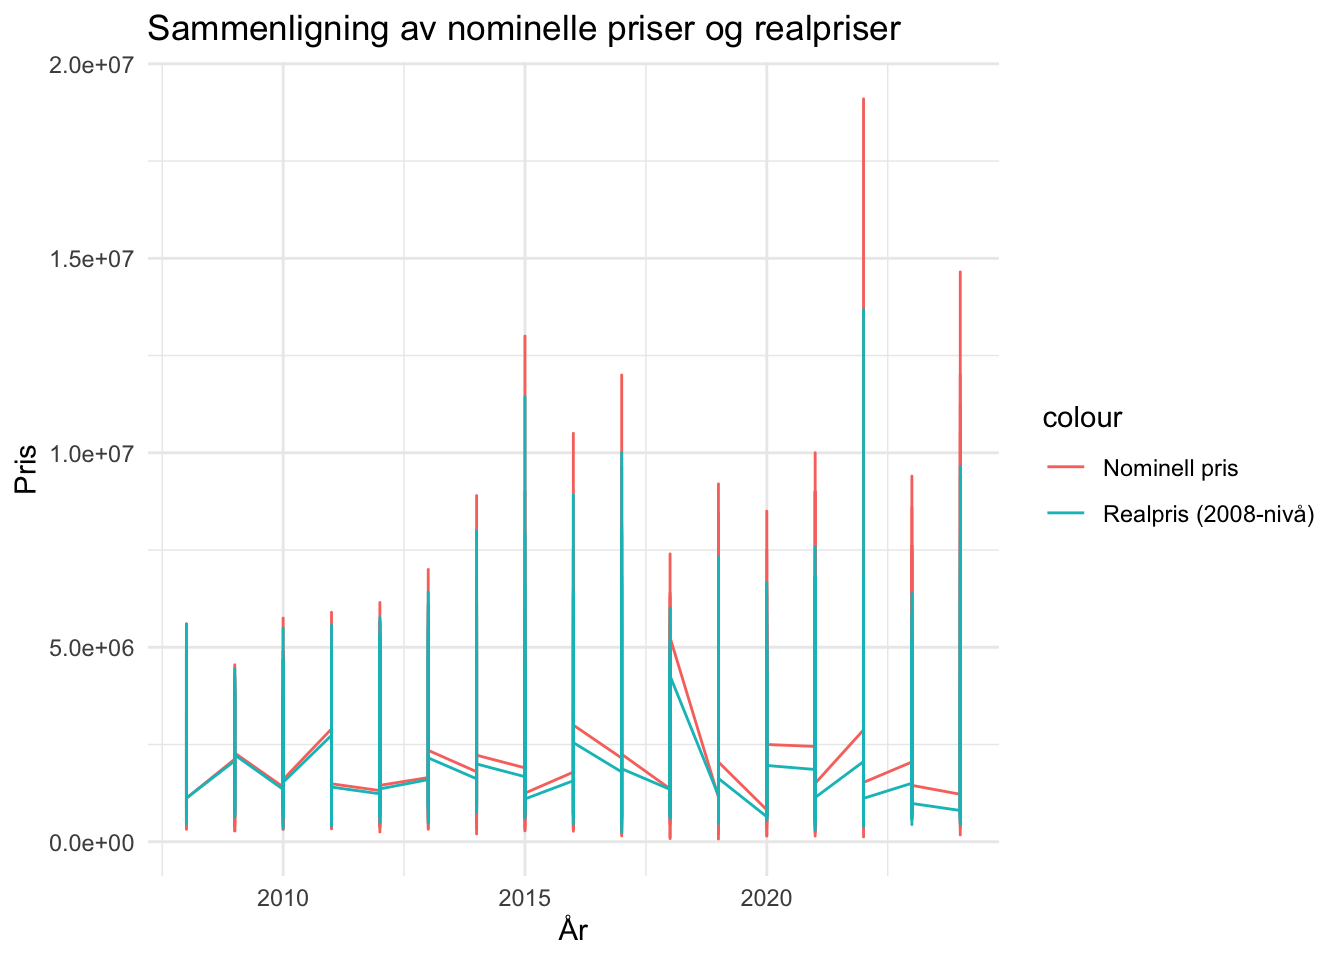 Sammenligning av nominelle priser og realpriser
2.0e+07
1.5e+07
1.0e+07
5.0e+06
0.0e+00
Pris
2010
2015
2020
År
colour
Nominell pris
Realpris (2008-nivå)